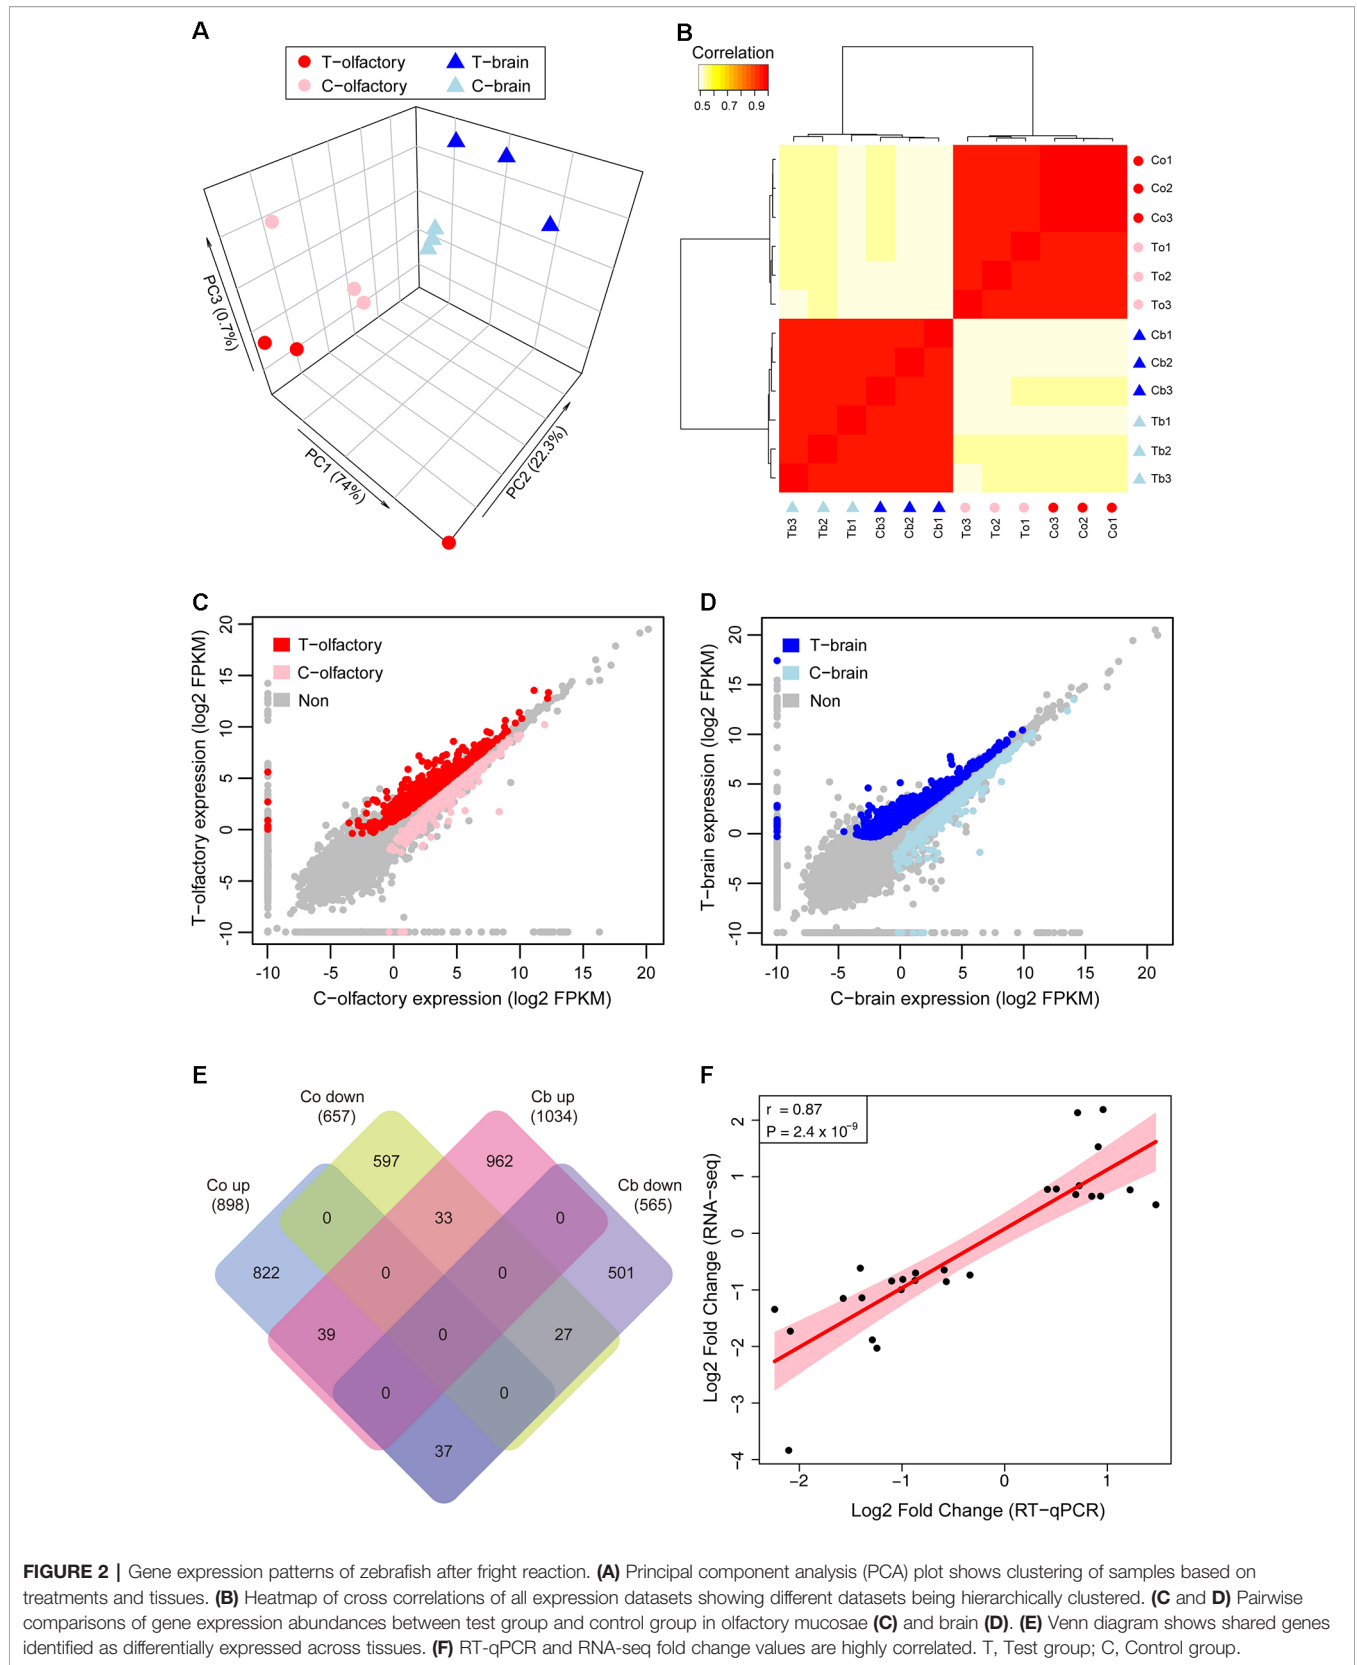 A
T−olfactory
T−brain
C−olfactory
C−brain
PC3 (0.7%)
PC1 (74%)
PC2 (22.3%)
B
Correlation
0.5 0.7 0.9
Co1
Co2
Co3
To1
To2
To3
Cb1
Cb2
Cb3
Tb1
Tb2
Tb3
Tb3 Tb2 Tb1 Cb3 Cb2 Cb1 To3 To2 To1 Co3 Co2 Co1
C
T−olfactory
C−olfactory
Non
T−olfactory expression (log2 FPKM)
20
15
10
5
0
-5
-10
-10 -5 0 5 10 15 20
C−olfactory expression (log2 FPKM)
D
T−brain
C−brain
Non
T−brain expression (log2 FPKM)
20
15
10
5
0
-5
-10
-10 -5 0 5 10 15 20
C−brain expression (log2 FPKM)
E
Co down
(657)
Cb up
(1034)
Co up
(898)
Cb down
(565)
597 962
0 33 0
822 0 0 501
39 0 27
0 0
37
F
r = 0.87
P = 2.4 x 10⁻⁹
Log2 Fold Change (RNA−seq)
2
1
0
−1
−2
−3
−4
−2 −1 0 1
Log2 Fold Change (RT−qPCR)
FIGURE 2 | Gene expression patterns of zebrafish after fright reaction. (A) Principal component analysis (PCA) plot shows clustering of samples based on
treatments and tissues. (B) Heatmap of cross correlations of all expression datasets showing different datasets being hierarchically clustered. (C and D) Pairwise
comparisons of gene expression abundances between test group and control group in olfactory mucosae (C) and brain (D). (E) Venn diagram shows shared genes
identified as differentially expressed across tissues. (F) RT-qPCR and RNA-seq fold change values are highly correlated. T, Test group; C, Control group.